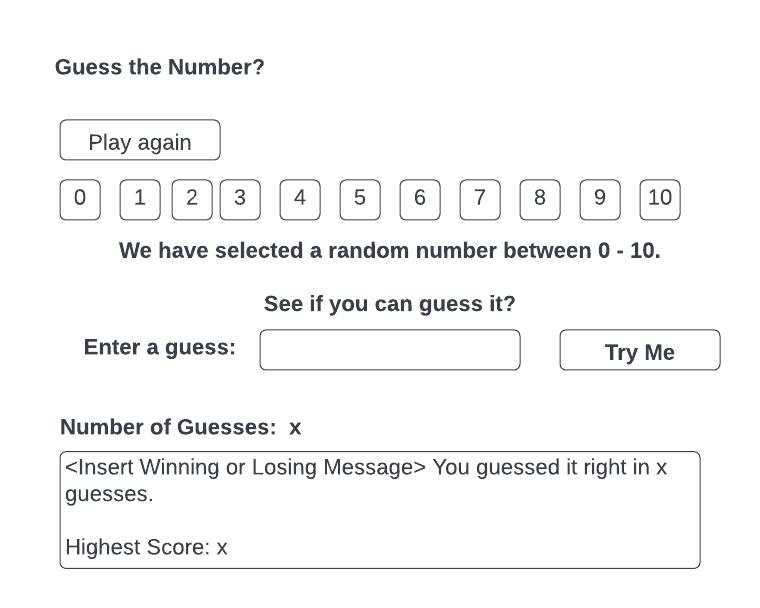 Guess the Number?
Play again
0 1 2 3 4 5 6 7 8 9 10
We have selected a random number between 0 - 10.
See if you can guess it?
Enter a guess: Try Me
Number of Guesses: x
<Insert Winning or Losing Message> You guessed it right in x
guesses.
Highest Score: x